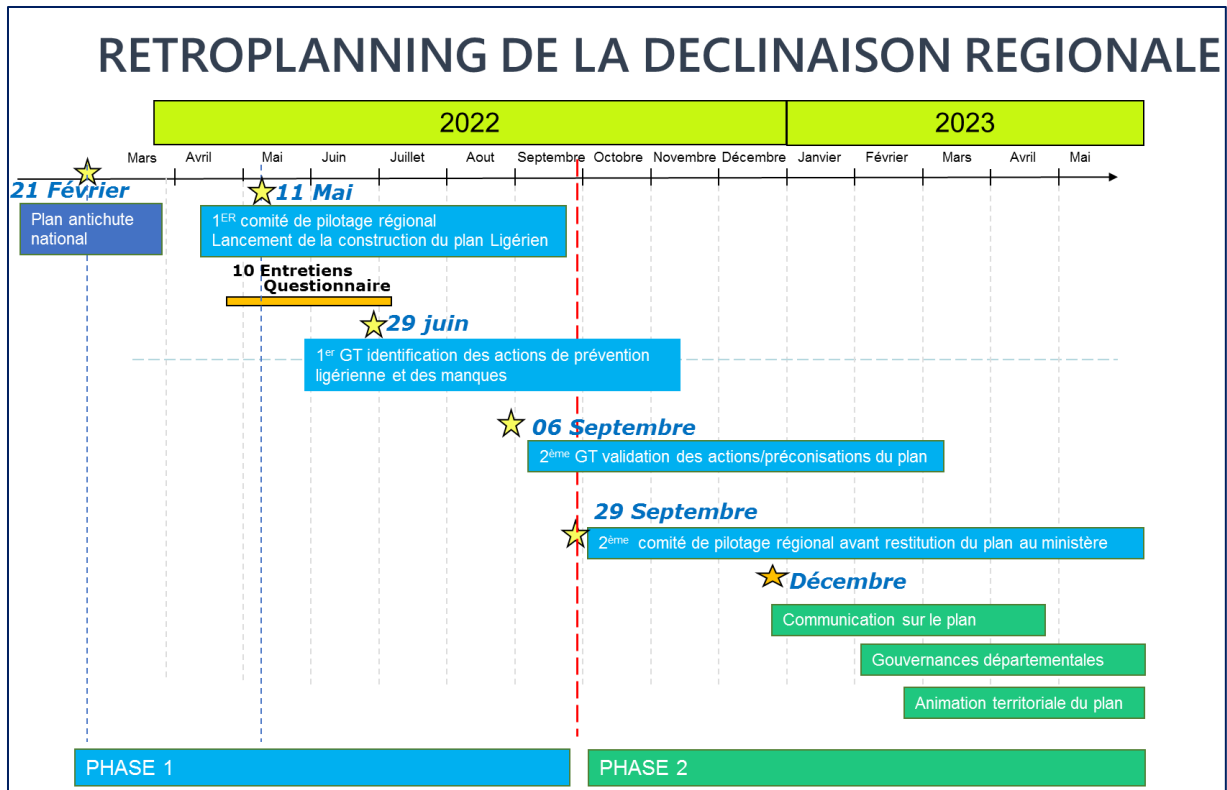 RETROPLANNING DE LA DECLINAISON REGIONALE
2022
2023
Mars
Avril
Mai
Juin
Juillet
Aout
Septembre
Octobre
Novembre
Décembre
Janvier
Février
Mars
Avril
Mai
21 Février
11 Mai
Plan antichute
national
1ER comité de pilotage régional
Lancement de la construction du plan Ligérien
10 Entretiens
Questionnaire
29 juin
1er GT identification des actions de prévention
ligérienne et des manques
06 Septembre
2ème GT validation des actions/préconisations du plan
29 Septembre
2ème comité de pilotage régional avant restitution du plan au ministère
Décembre
Communication sur le plan
Gouvernances départementales
Animation territoriale du plan
PHASE 1
PHASE 2